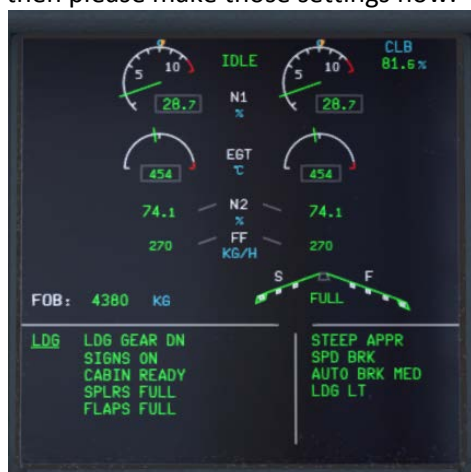 then please make those settings now.
5 10 IDLE 5 10 CLB
81.6%
28.7 N1 28.7
%
EGT
454 °C 454
74.1 N2 74.1
%
270 FF 270
KG/H
S F
FOB: 4380 KG FULL
LDG LDG GEAR DN STEEP APPR
SIGNS ON SPD BRK
CABIN READY AUTO BRK MED
SPLRS FULL LDG LT
FLAPS FULL